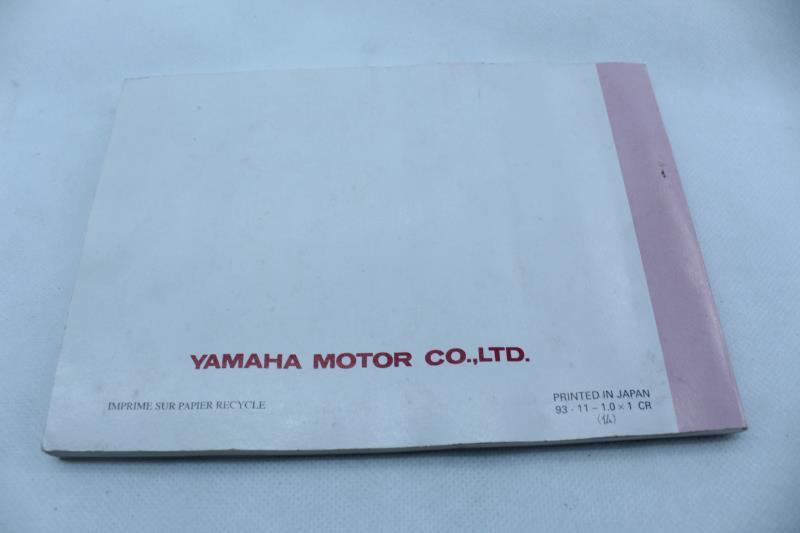 YAMAHA MOTOR CO.,LTD.
IMPRIME SUR PAPIER RECYCLE
PRINTED IN JAPAN
93 · 11 – 1.0 × 1 CR